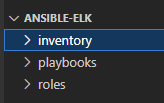 ANSIBLE-ELK
inventory
playbooks
roles